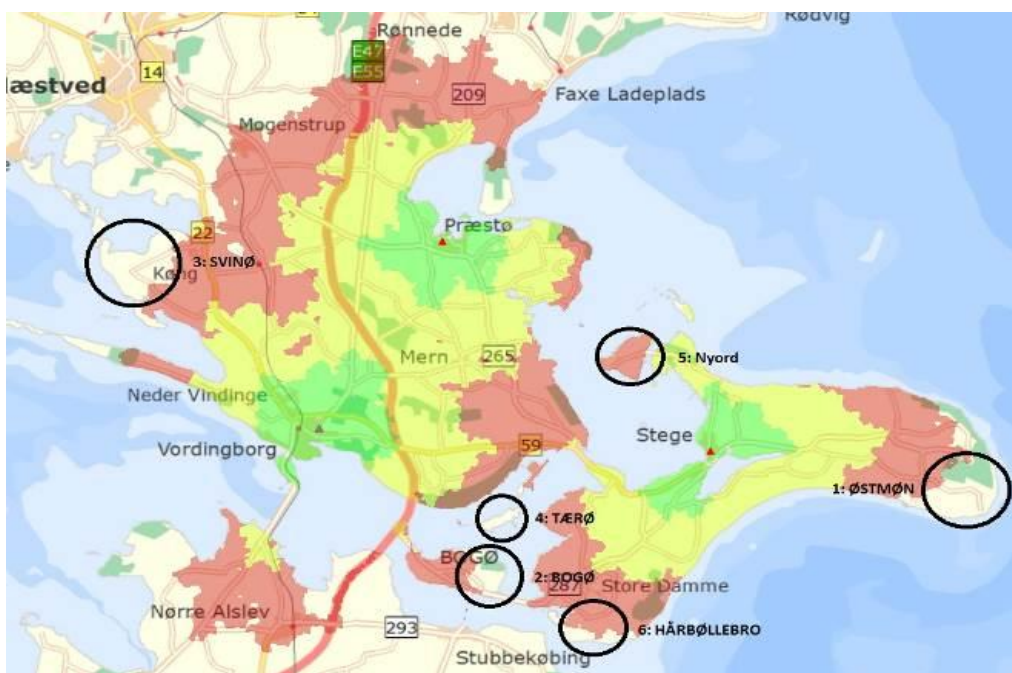 Rødvig
Rønnede
E47
E55
14
læstved
209
Faxe Ladeplads
Mogenstrup
Præstø
22
Køng
3: SVINØ
Mern
265
5: Nyord
Neder Vindinge
Stege
59
Vordingborg
1: ØSTMØN
4: TÆRØ
BOGØ
2: BOGØ
287
Store Damme
Nørre Alslev
293
6: HÅRBØLLEBRO
Stubbekøbing